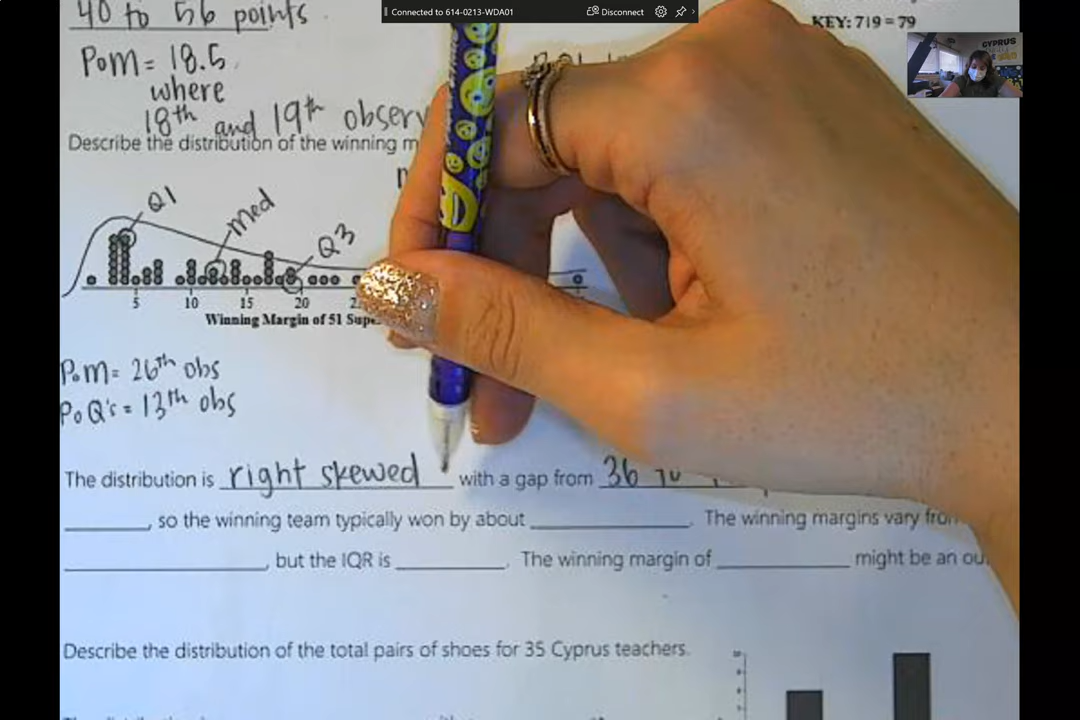 Connected to 614-0213-WDA01
Disconnect
40 to 56 points
KEY: 7|9 = 79
CYPRUS
PoM = 18.5
where
18th and 19th observ
Describe the distribution of the winning m
Q1
Med
Q3
5 10 15 20
Winning Margin of 51
PoM = 26th obs
PoQ's = 13th obs
The distribution is right skewed with a gap from 36
, so the winning team typically won by about . The winning margins vary
, but the IQR is . The winning margin of might be an
Describe the distribution of the total pairs of shoes for 35 Cyprus teachers.